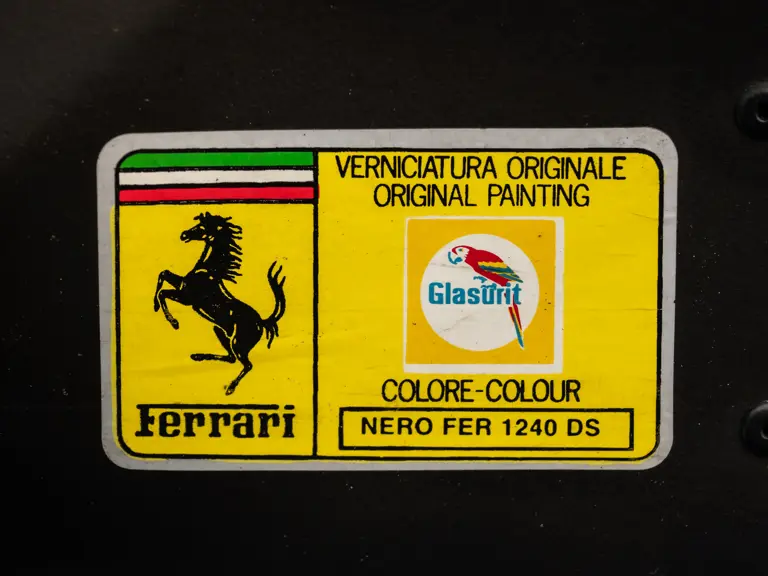 VERNICIATURA ORIGINALE
ORIGINAL PAINTING
Glasurit
COLORE-COLOUR
NERO FER 1240 DS
Ferrari